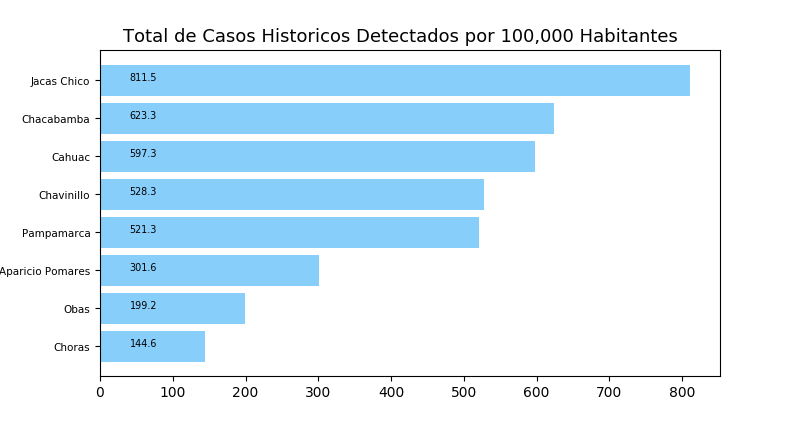 Total de Casos Historicos Detectados por 100,000 Habitantes
Jacas Chico 811.5
Chacabamba 623.3
Cahuac 597.3
Chavinillo 528.3
Pampamarca 521.3
Aparicio Pomares 301.6
Obas 199.2
Choras 144.6
0 100 200 300 400 500 600 700 800